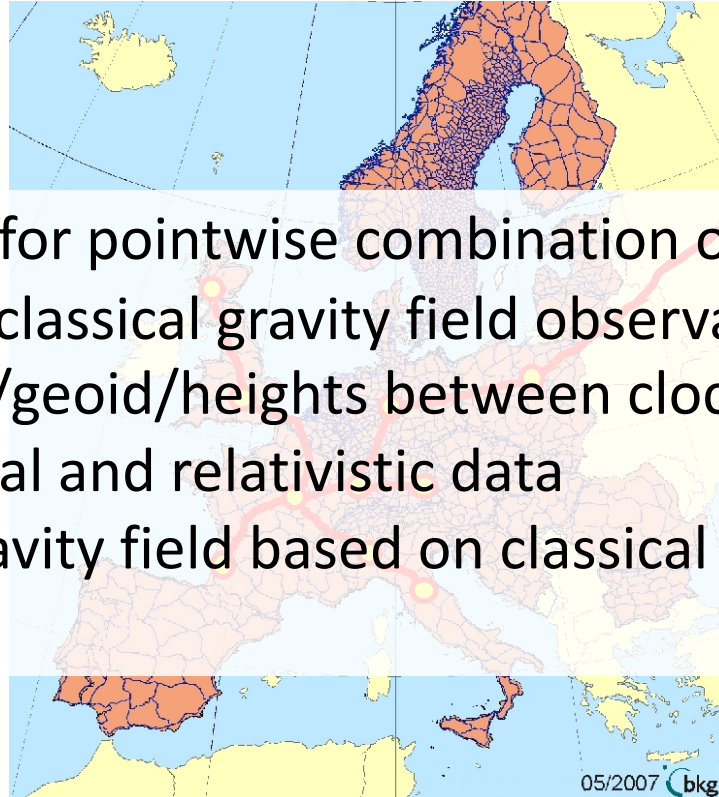 for pointwise combination o
classical gravity field observa
/geoid/heights between cloc
al and relativistic data
avity field based on classical
05/2007 bkg